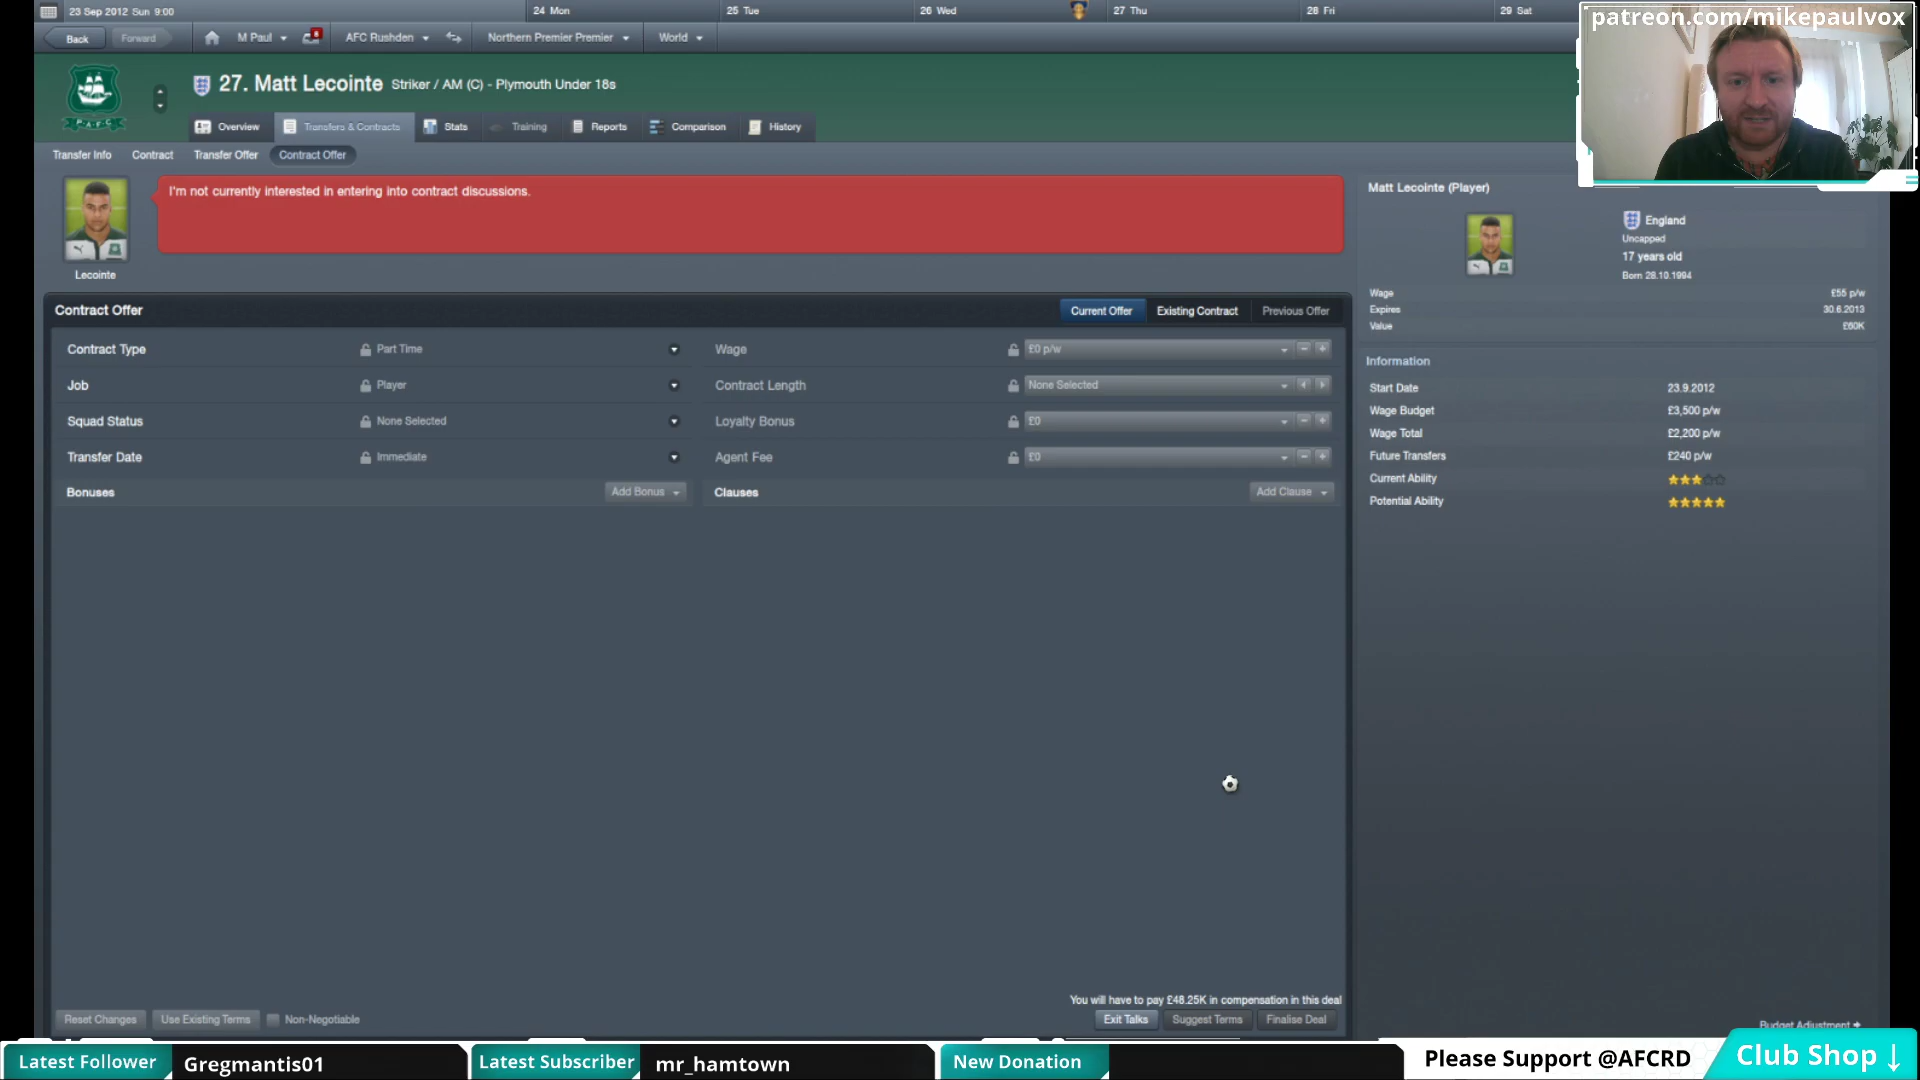 23 Sep 2012 Sun 9:00
24 Mon
25 Tue
26 Wed
27 Thu
28 Fri
29 Sat
patreon.com/mikepaulvox
Back
Forward
M Paul
AFC Rushden
Northern Premier Premier
World
27. Matt Lecointe Striker / AM (C) - Plymouth Under 18s
P.A.F.C
Overview
Transfers & Contracts
Stats
Training
Reports
Comparison
History
Transfer Info
Contract
Transfer Offer
Contract Offer
I'm not currently interested in entering into contract discussions.
Lecointe
Matt Lecointe (Player)
England
Uncapped
17 years old
Born 28.10.1994
Wage £55 p/w
Expires 30.6.2013
Value £60K
Contract Offer
Current Offer
Existing Contract
Previous Offer
Contract Type Part Time
Wage £0 p/w
Job Player
Contract Length None Selected
Squad Status None Selected
Loyalty Bonus £0
Transfer Date Immediate
Agent Fee £0
Bonuses Add Bonus
Clauses Add Clause
Information
Start Date 23.9.2012
Wage Budget £3,500 p/w
Wage Total £2,200 p/w
Future Transfers £240 p/w
Current Ability
Potential Ability
You will have to pay £48.25K in compensation in this deal
Reset Changes
Use Existing Terms
Non-Negotiable
Exit Talks
Suggest Terms
Finalise Deal
Budget Adjustment
Latest Follower Gregmantis01
Latest Subscriber mr_hamtown
New Donation
Please Support @AFCRD
Club Shop ↓